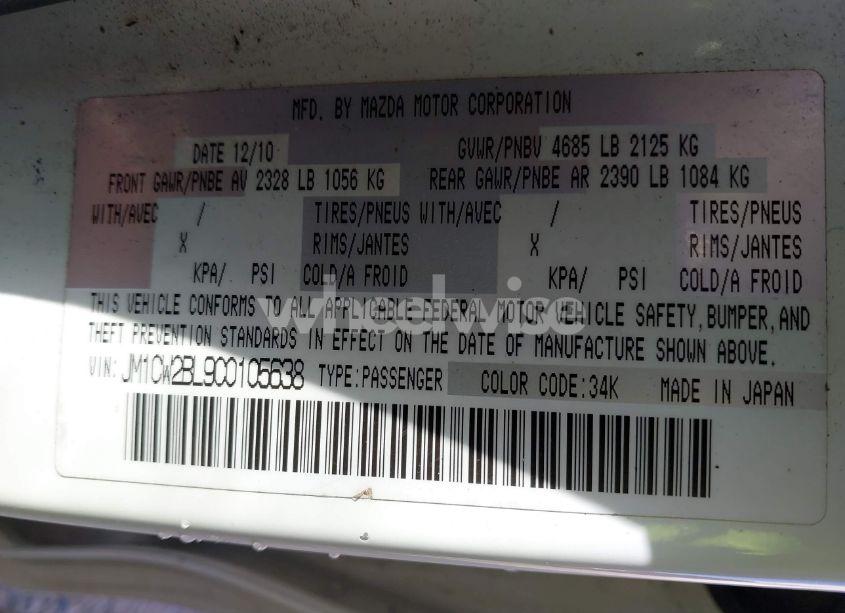 MFD. BY MAZDA MOTOR CORPORATION
DATE 12/10 GVWR/PNBV 4685 LB 2125 KG
FRONT GAWR/PNBE AV 2328 LB 1056 KG REAR GAWR/PNBE AR 2390 LB 1084 KG
WITH/AVEC / TIRES/PNEUS WITH/AVEC / TIRES/PNEUS
X RIMS/JANTES X RIMS/JANTES
KPA/ PSI COLD/A FROID KPA/ PSI COLD/A FROID
THIS VEHICLE CONFORMS TO ALL APPLICABLE FEDERAL MOTOR VEHICLE SAFETY, BUMPER, AND
THEFT PREVENTION STANDARDS IN EFFECT ON THE DATE OF MANUFACTURE SHOWN ABOVE.
VIN: JM1CW2BL9C0105638 TYPE:PASSENGER COLOR CODE:34K MADE IN JAPAN
wheelwise